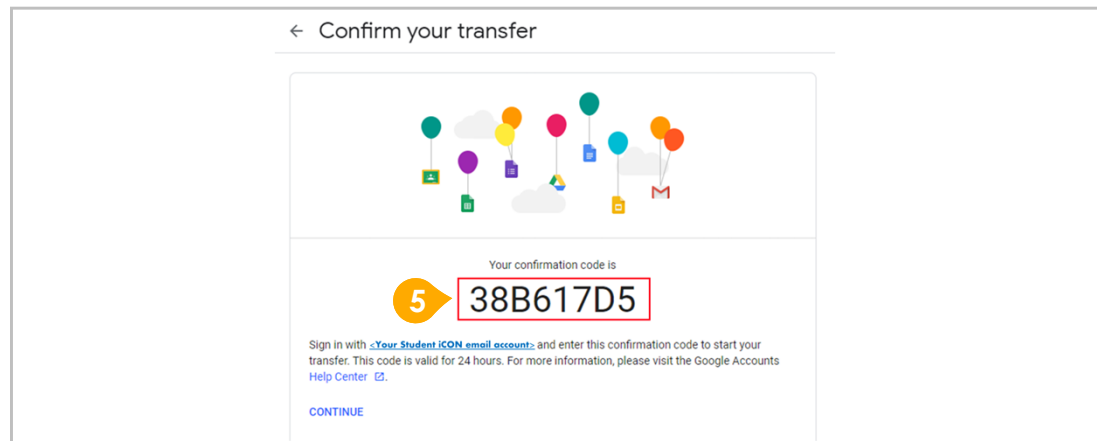 ← Confirm your transfer
Your confirmation code is
5
38B617D5
Sign in with <Your Student iCON email account> and enter this confirmation code to start your
transfer. This code is valid for 24 hours. For more information, please visit the Google Accounts
Help Center.
CONTINUE